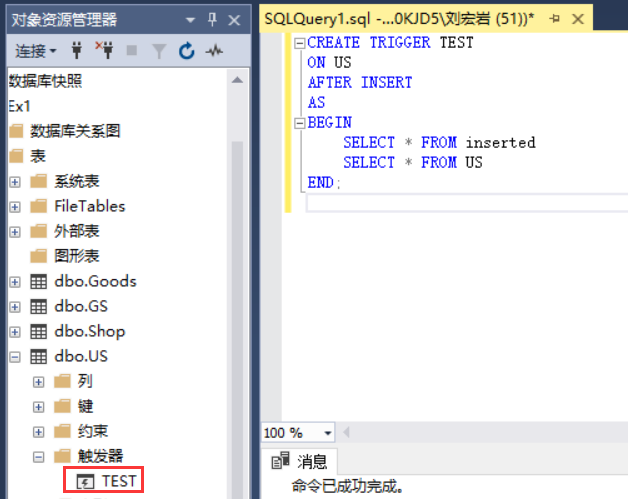 对象资源管理器
连接
数据库快照
Ex1
数据库关系图
表
系统表
FileTables
外部表
图形表
dbo.Goods
dbo.GS
dbo.Shop
dbo.US
列
键
约束
触发器
TEST
SQLQuery1.sql -...0KJD5\刘宏岩 (51))*
CREATE TRIGGER TEST
ON US
AFTER INSERT
AS
BEGIN
SELECT * FROM inserted
SELECT * FROM US
END;
100 %
消息
命令已成功完成。